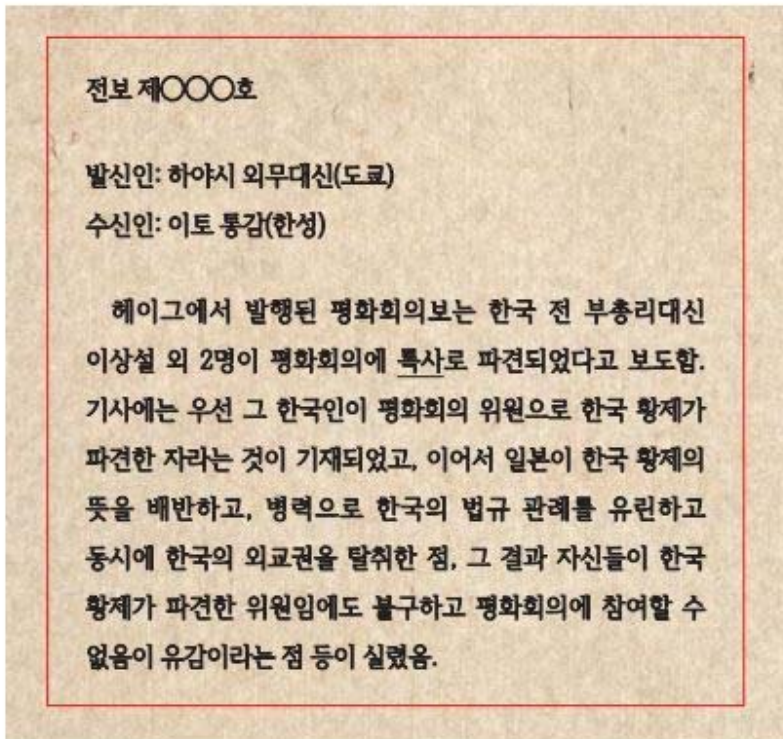 전보 제○○○호
발신인: 하야시 외무대신(도쿄)
수신인: 이토 통감(한성)
헤이그에서 발행된 평화회의보는 한국 전 부총리대신
이상설 외 2명이 평화회의에 특사로 파견되었다고 보도함.
기사에는 우선 그 한국인이 평화회의 위원으로 한국 황제가
파견한 자라는 것이 기재되었고, 이어서 일본이 한국 황제의
뜻을 배반하고, 병력으로 한국의 법규 관례를 유린하고
동시에 한국의 외교권을 탈취한 점, 그 결과 자신들이 한국
황제가 파견한 위원임에도 불구하고 평화회의에 참여할 수
없음이 유감이라는 점 등이 실렸음.